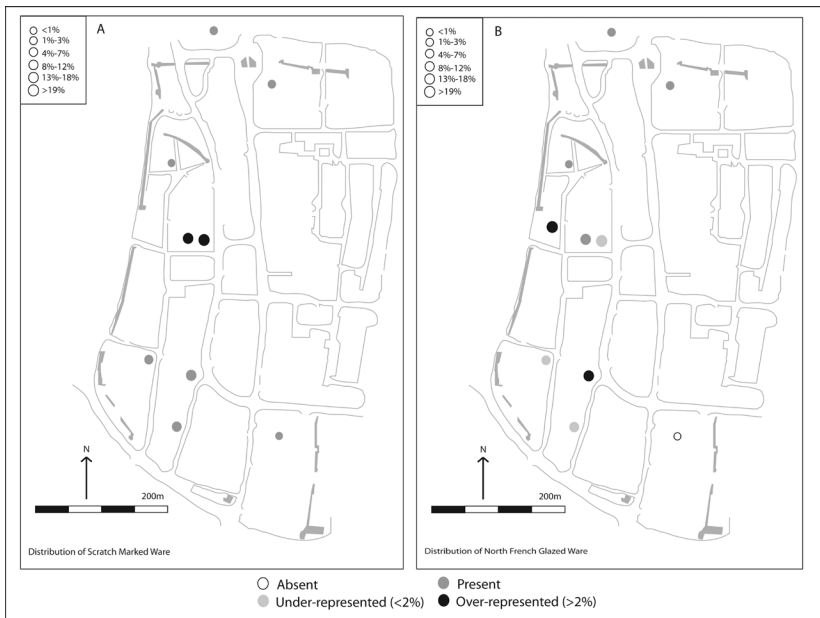 A
<1%
1%-3%
4%-7%
8%-12%
13%-18%
>19%
N
200m
Distribution of Scratch Marked Ware
B
<1%
1%-3%
4%-7%
8%-12%
13%-18%
>19%
N
200m
Distribution of North French Glazed Ware
Absent
Present
Under-represented (<2%)
Over-represented (>2%)